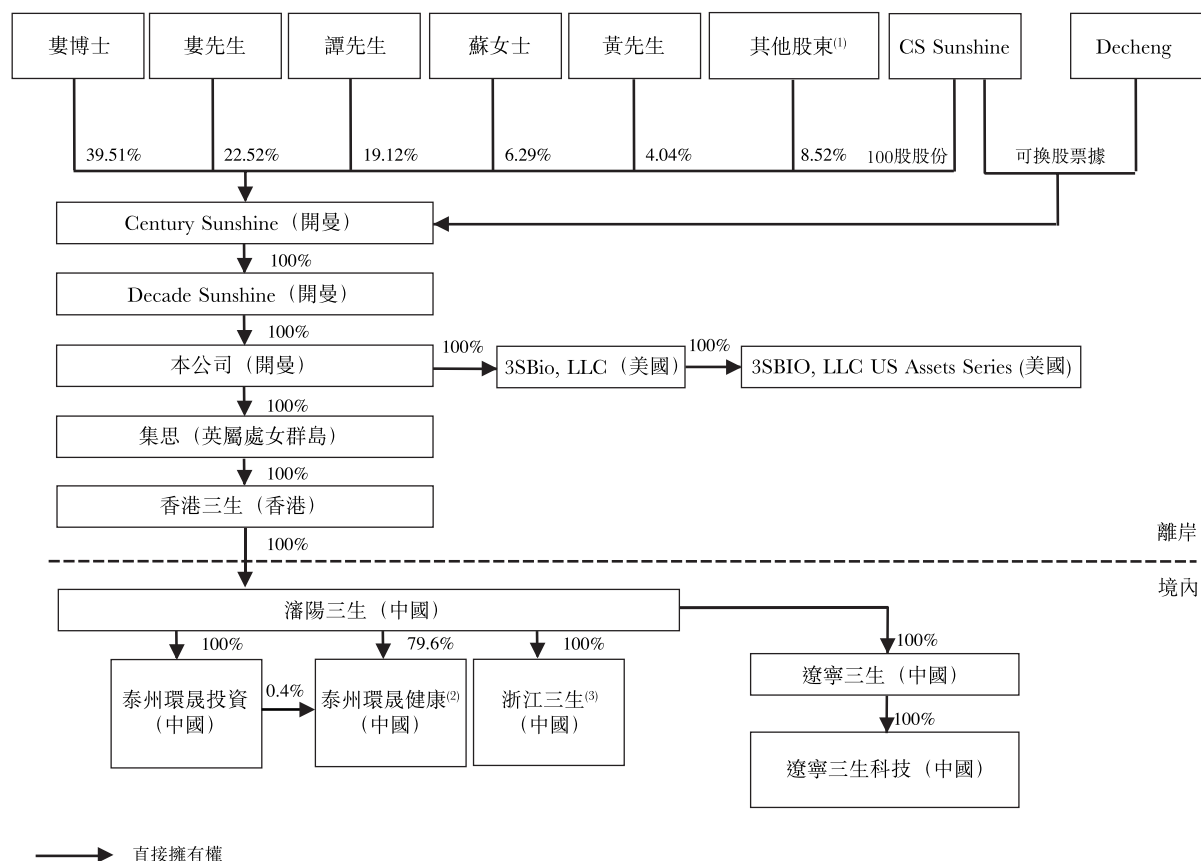 婁博士
婁先生
譚先生
蘇女士
黃先生
其他股東(1)
CS Sunshine
Decheng
39.51%
22.52%
19.12%
6.29%
4.04%
8.52%
100股股份
可換股票據
Century Sunshine（開曼）
100%
Decade Sunshine（開曼）
100%
本公司（開曼）
100%
3SBio, LLC（美國）
100%
3SBIO, LLC US Assets Series (美國)
100%
集思（英屬處女群島）
100%
香港三生（香港）
100%
離岸
境內
瀋陽三生（中國）
100%
79.6%
100%
100%
泰州環晟投資
（中國）
0.4%
泰州環晟健康(2)
（中國）
浙江三生(3)
（中國）
遼寧三生（中國）
100%
遼寧三生科技（中國）
直接擁有權